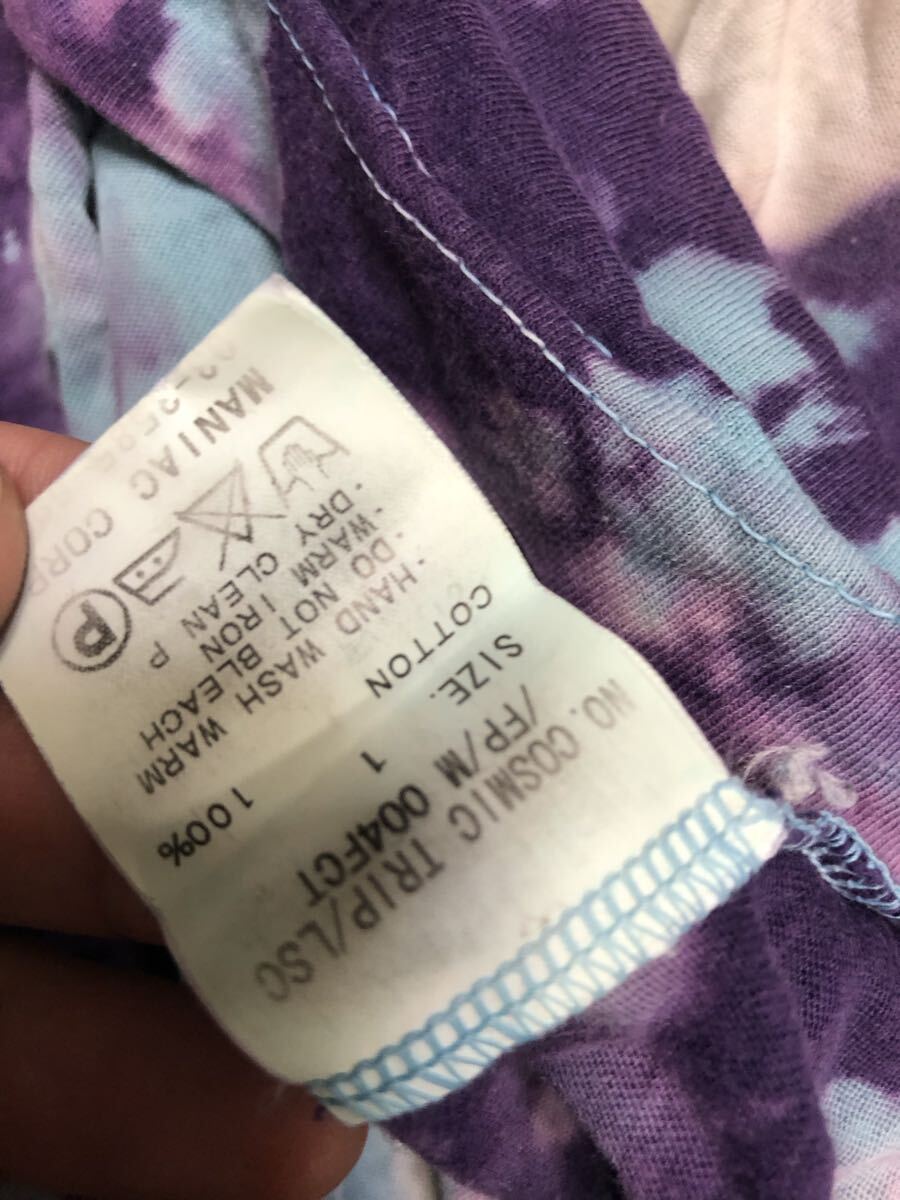 NO. COSMIC TRIP/LSC
/FP/M 004FCT
SIZE. 1
COTTON 100%
・HAND WASH WARM
・DO NOT BLEACH
・WARM IRON
・DRY CLEAN P
P
MANIAC CORP